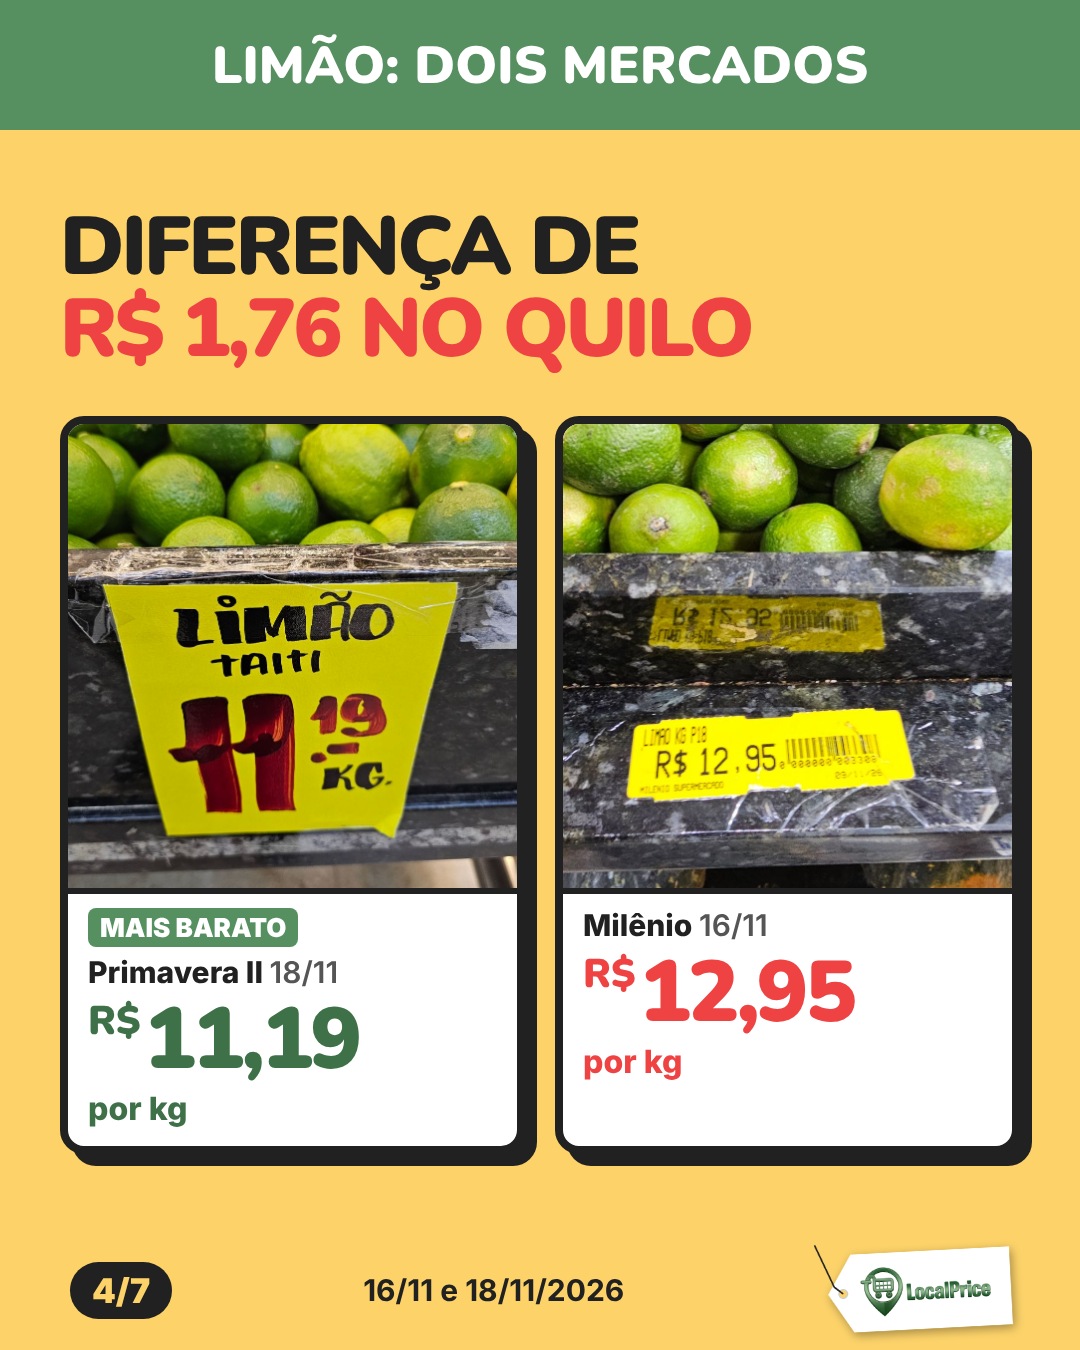 LIMÃO: DOIS MERCADOS
DIFERENÇA DE
R$ 1,76 NO QUILO
LIMÃO
TAITI
11,19
KG.
R$ 12,95
LIMAO KG P18
R$ 12,95
MILENIO SUPERMERCADO
MAIS BARATO
Primavera II 18/11
R$ 11,19
por kg
Milênio 16/11
R$ 12,95
por kg
4/7
16/11 e 18/11/2026
LocalPrice